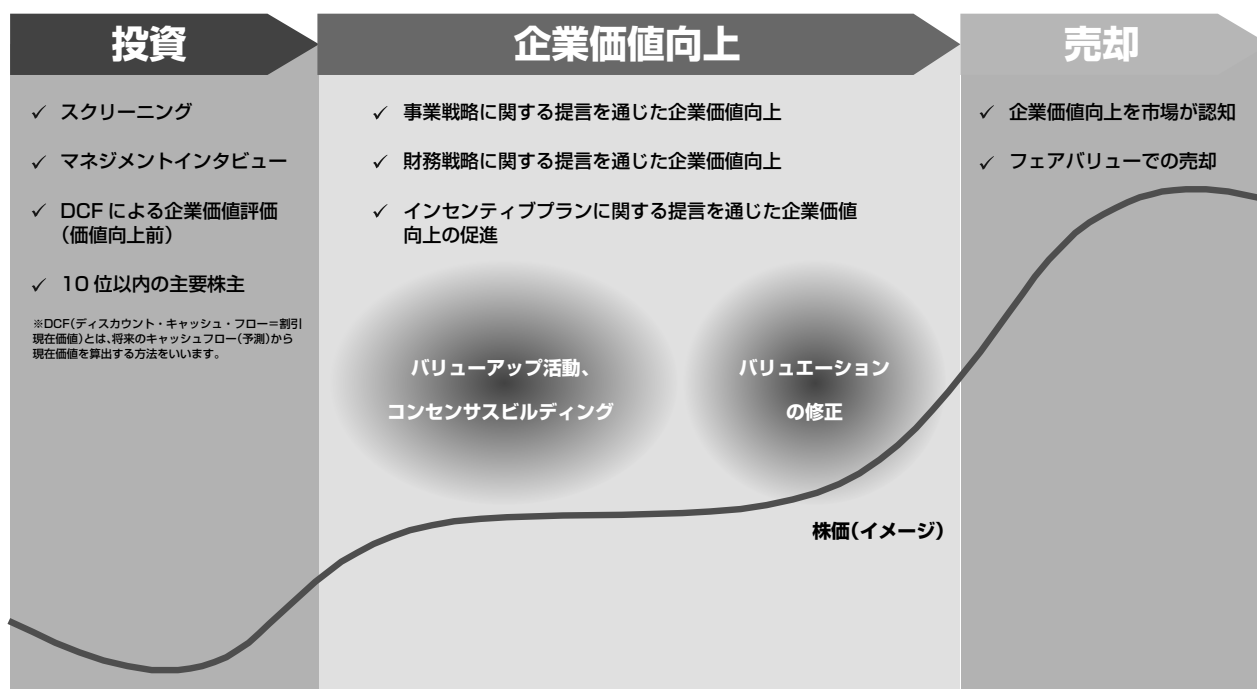 投資
企業価値向上
売却
✓ スクリーニング
✓ マネジメントインタビュー
✓ DCFによる企業価値評価
(価値向上前)
✓ 10位以内の主要株主
※DCF(ディスカウント・キャッシュ・フロー=割引
現在価値)とは、将来のキャッシュフロー(予測)から
現在価値を算出する方法をいいます。
✓ 事業戦略に関する提言を通じた企業価値向上
✓ 財務戦略に関する提言を通じた企業価値向上
✓ インセンティブプランに関する提言を通じた企業価値
向上の促進
バリューアップ活動、
コンセンサスビルディング
バリュエーション
の修正
株価(イメージ)
✓ 企業価値向上を市場が認知
✓ フェアバリューでの売却